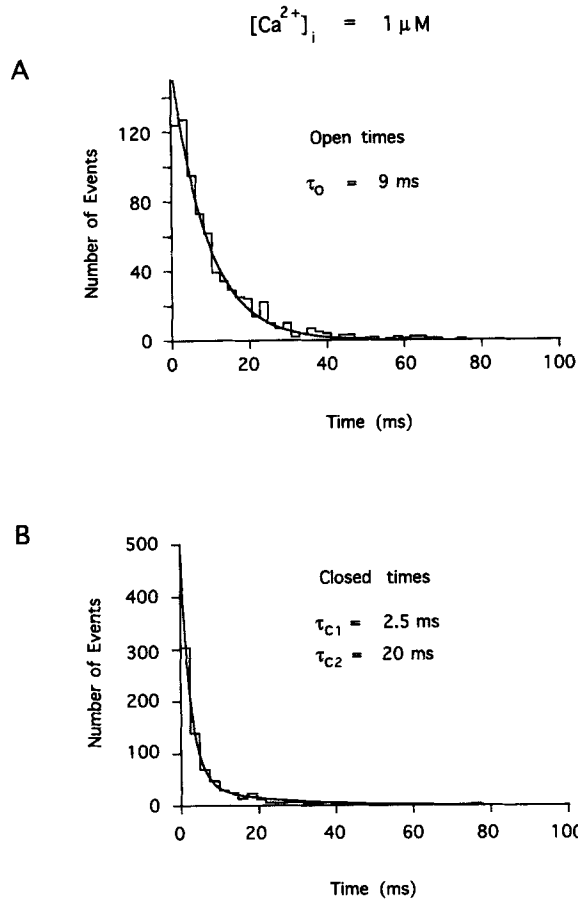 [Ca2+]i = 1 μM
A
Number of Events
120
80
40
0
Open times
τO = 9 ms
0 20 40 60 80 100
Time (ms)
B
Number of Events
500
400
300
200
100
0
Closed times
τC1 = 2.5 ms
τC2 = 20 ms
0 20 40 60 80 100
Time (ms)